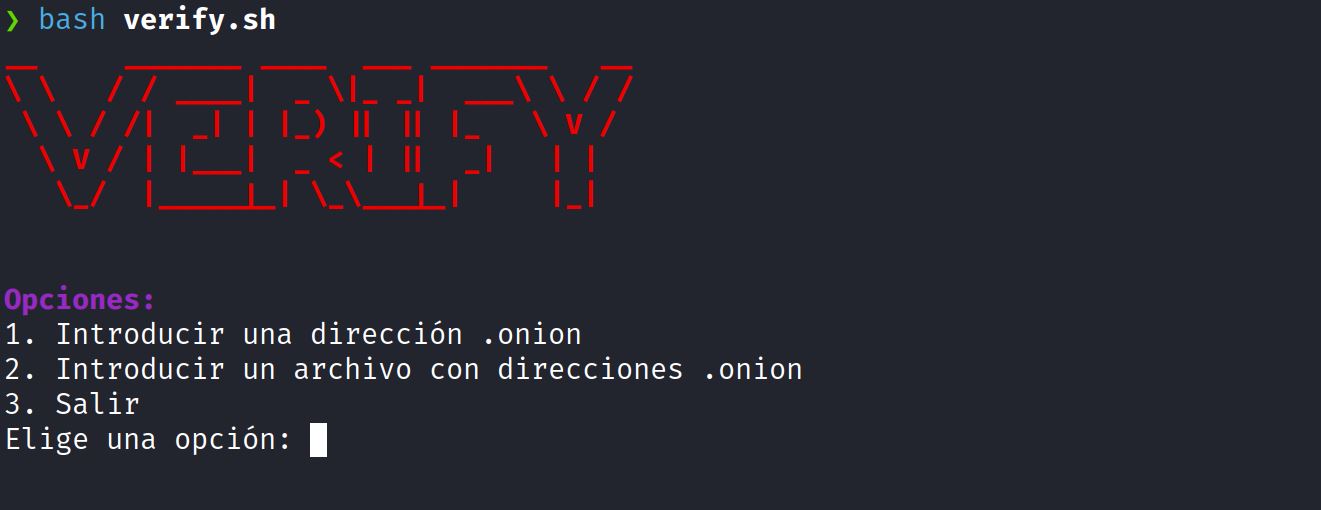 ❯ bash verify.sh
VERIFY
Opciones:
1. Introducir una dirección .onion
2. Introducir un archivo con direcciones .onion
3. Salir
Elige una opción: